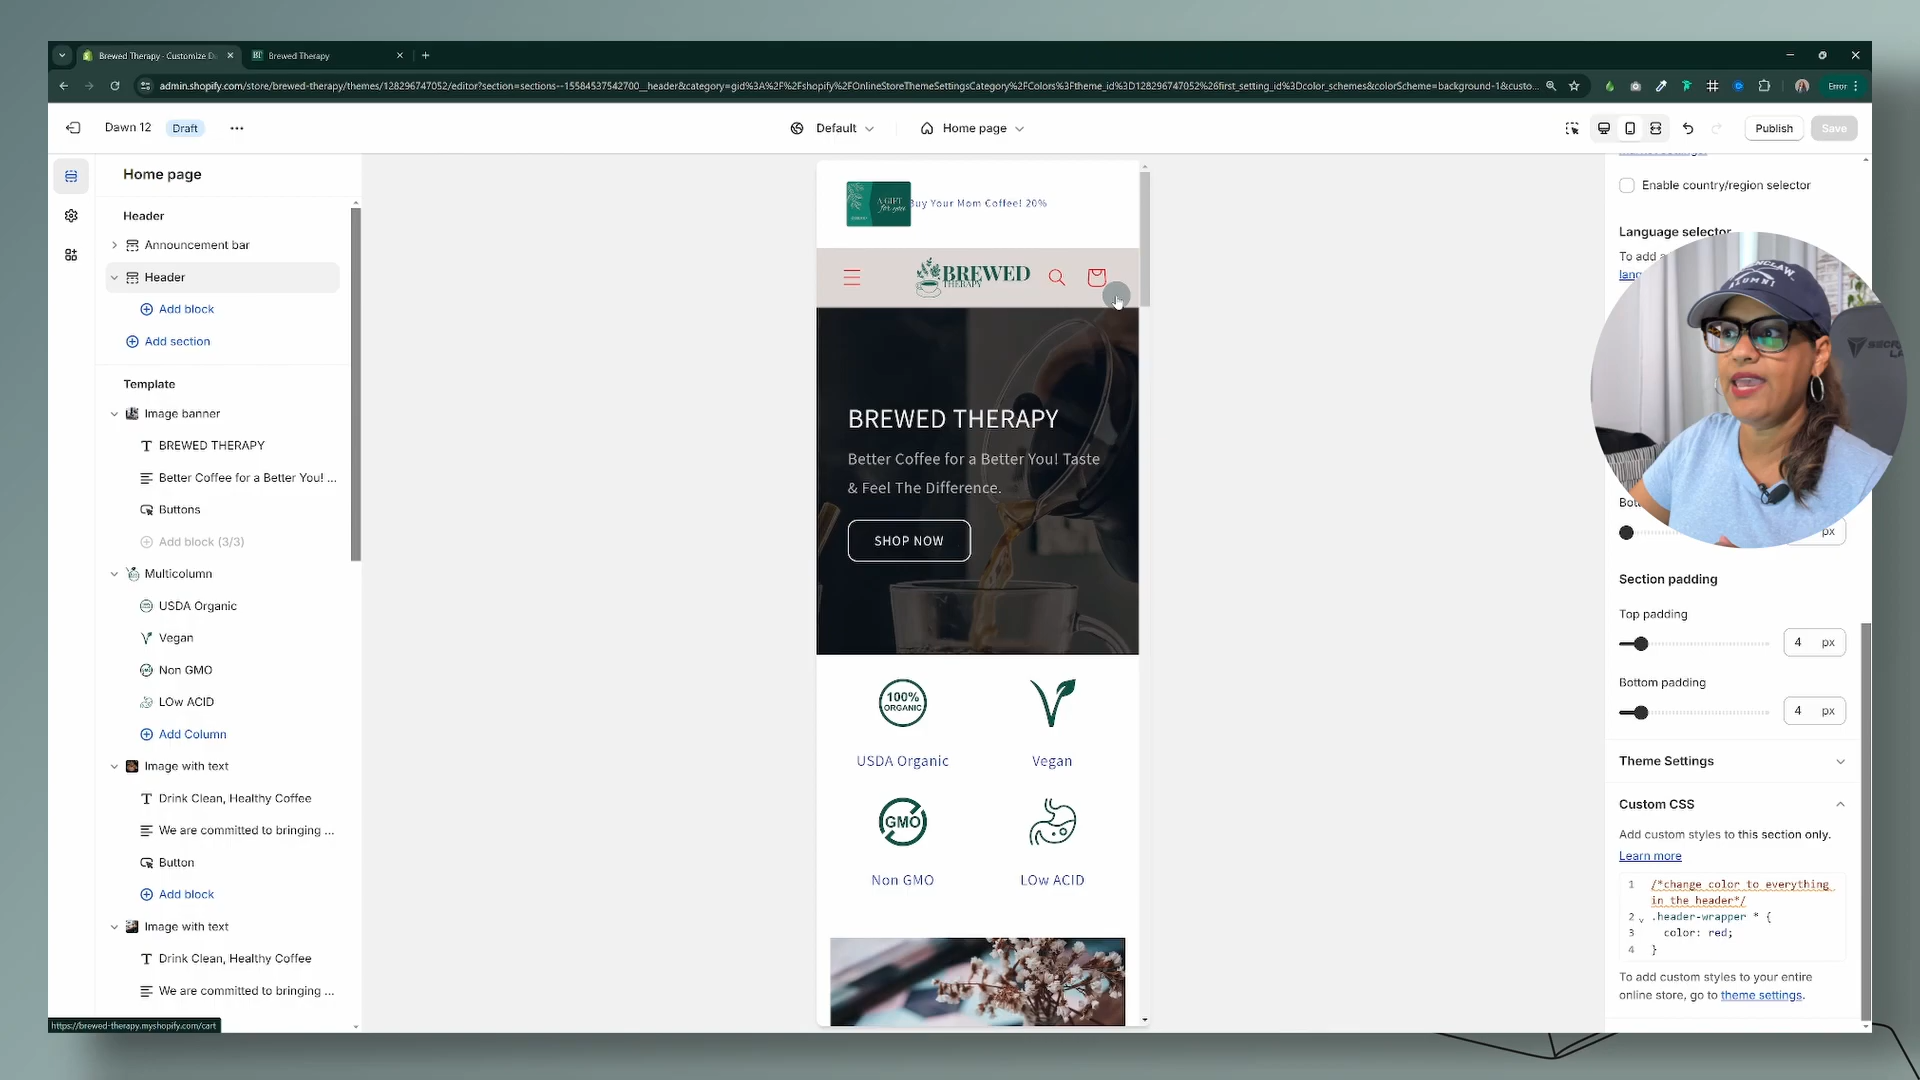 Brewed Therapy - Customize D
Brewed Therapy
admin.shopify.com/store/brewed-therapy/themes/128296747052/editor?section=sections--15584537542700__header&category=gid%3A%2F%2Fshopify%2FOnlineStoreThemeSettingsCategory%2FColors%3Ftheme_id%3D128296747052%26first_setting_id%3Dcolor_schemes&colorScheme=background-1&custo...
Error
Dawn 12
Draft
Default
Home page
Publish
Save
Home page
Header
Announcement bar
Header
Add block
Add section
Template
Image banner
BREWED THERAPY
Better Coffee for a Better You! ...
Buttons
Add block (3/3)
Multicolumn
USDA Organic
Vegan
Non GMO
LOw ACID
Add Column
Image with text
Drink Clean, Healthy Coffee
We are committed to bringing ...
Button
Add block
Image with text
Drink Clean, Healthy Coffee
We are committed to bringing ...
https://brewed-therapy.myshopify.com/cart
A GIFT
for you
Buy Your Mom Coffee! 20%
BREWED
THERAPY
BREWED THERAPY
Better Coffee for a Better You! Taste
& Feel The Difference.
SHOP NOW
100%
ORGANIC
USDA Organic
Vegan
GMO
Non GMO
LOw ACID
Enable country/region selector
Language selector
To add a
lang
ALUMNI
Bot
px
Section padding
Top padding
4 px
Bottom padding
4 px
Theme Settings
Custom CSS
Add custom styles to this section only.
Learn more
1 /*change color to everything
in the header*/
2 .header-wrapper * {
3 color: red;
4 }
To add custom styles to your entire
online store, go to theme settings.